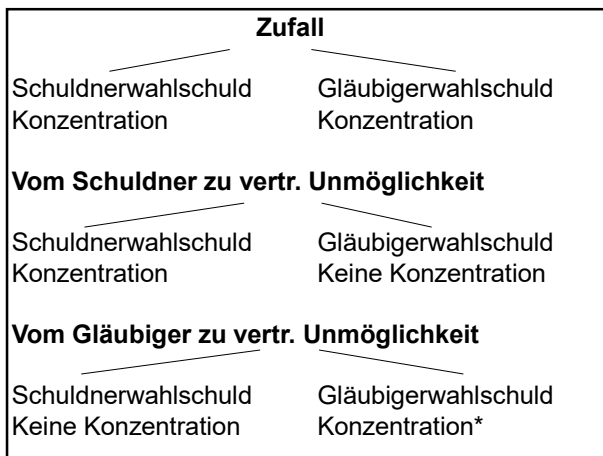 Zufall
Schuldnerwahlschuld Gläubigerwahlschuld
Konzentration Konzentration
Vom Schuldner zu vertr. Unmöglichkeit
Schuldnerwahlschuld Gläubigerwahlschuld
Konzentration Keine Konzentration
Vom Gläubiger zu vertr. Unmöglichkeit
Schuldnerwahlschuld Gläubigerwahlschuld
Keine Konzentration Konzentration*